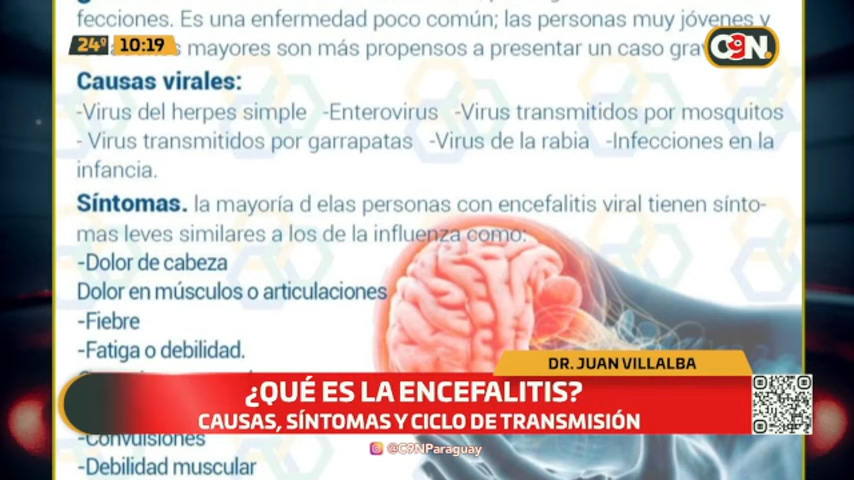 fecciones. Es una enfermedad poco común; las personas muy jóvenes y
24° 10:19
mayores son más propensos a presentar un caso gra
C9N.
Causas virales:
-Virus del herpes simple -Enterovirus -Virus transmitidos por mosquitos
- Virus transmitidos por garrapatas -Virus de la rabia -Infecciones en la
infancia.
Síntomas. la mayoría d elas personas con encefalitis viral tienen sínto-
mas leves similares a los de la influenza como:
-Dolor de cabeza
Dolor en músculos o articulaciones
-Fiebre
-Fatiga o debilidad.
DR. JUAN VILLALBA
¿QUÉ ES LA ENCEFALITIS?
CAUSAS, SÍNTOMAS Y CICLO DE TRANSMISIÓN
-Convulsiones
@C9NParaguay
-Debilidad muscular